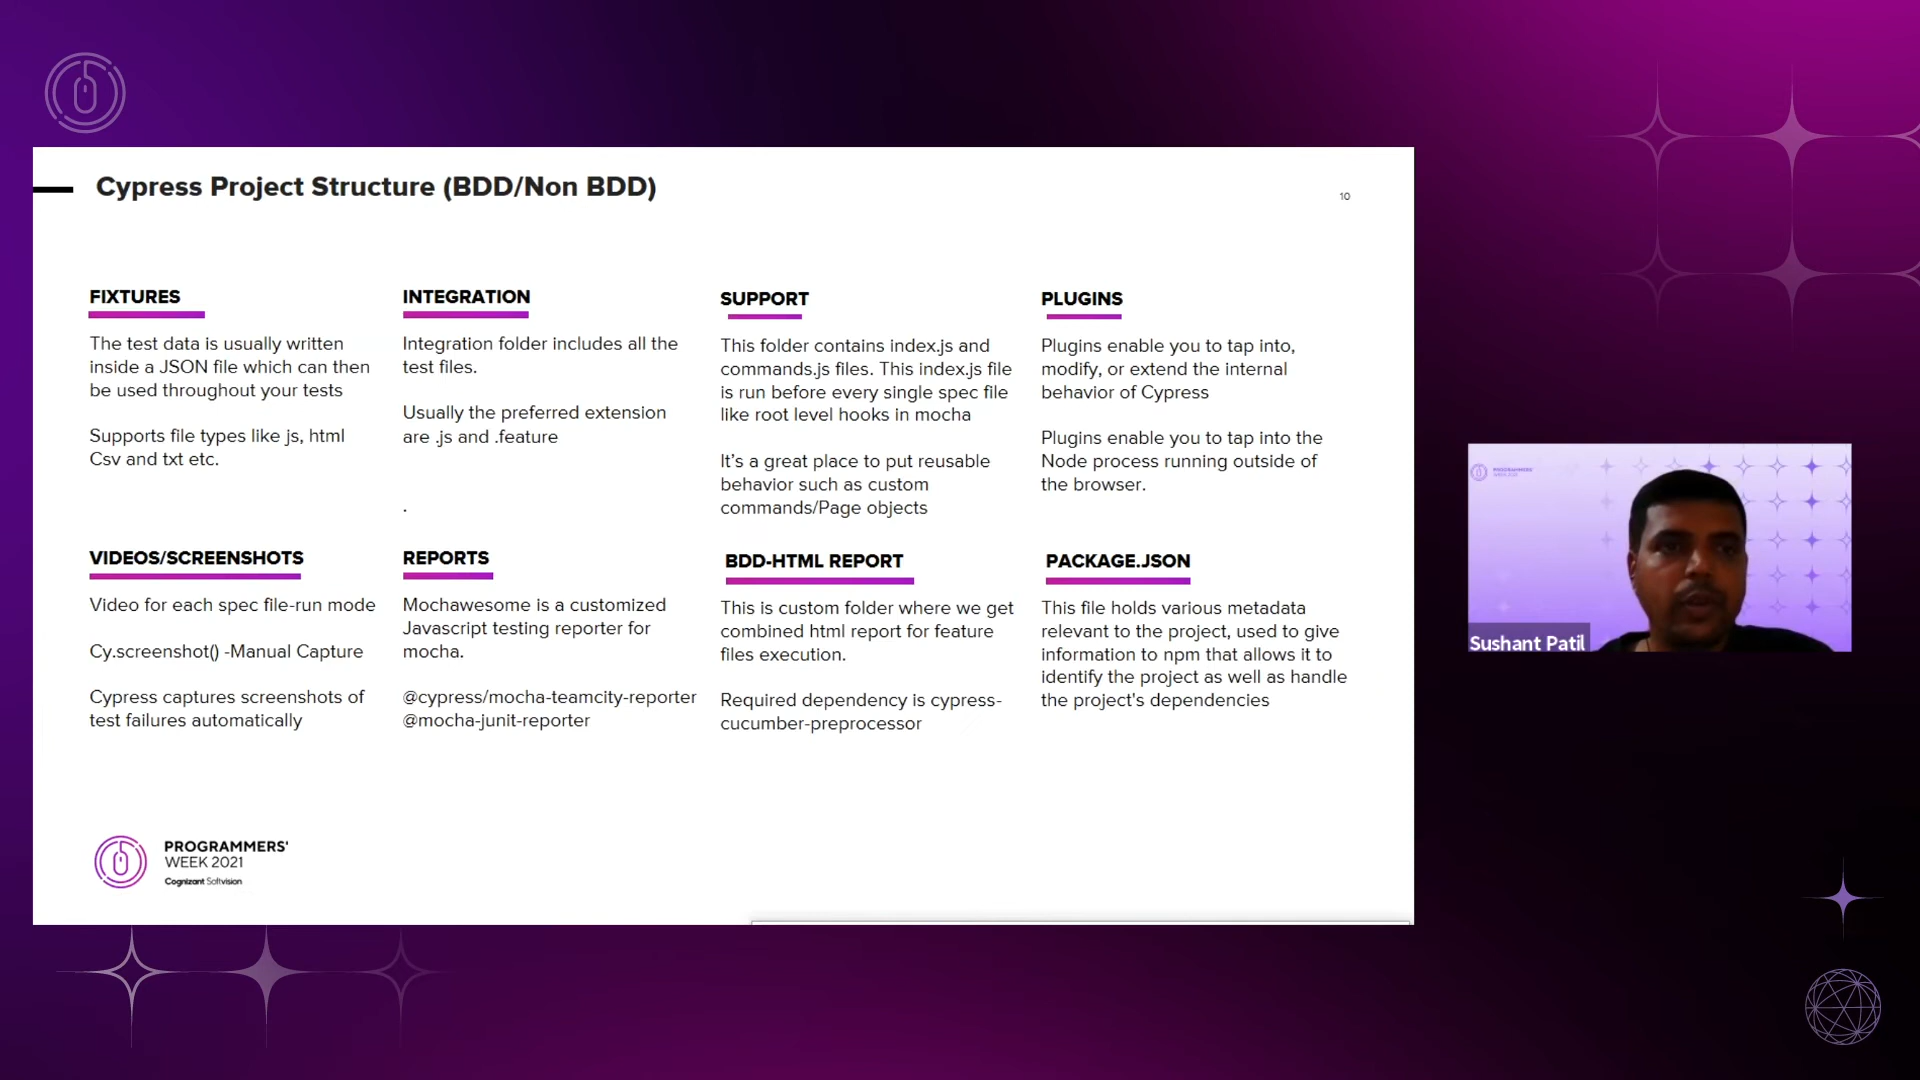 Cypress Project Structure (BDD/Non BDD)
10
FIXTURES
The test data is usually written
inside a JSON file which can then
be used throughout your tests
Supports file types like js, html
Csv and txt etc.
INTEGRATION
Integration folder includes all the
test files.
Usually the preferred extension
are .js and .feature
.
SUPPORT
This folder contains index.js and
commands.js files. This index.js file
is run before every single spec file
like root level hooks in mocha
It's a great place to put reusable
behavior such as custom
commands/Page objects
PLUGINS
Plugins enable you to tap into,
modify, or extend the internal
behavior of Cypress
Plugins enable you to tap into the
Node process running outside of
the browser.
VIDEOS/SCREENSHOTS
Video for each spec file-run mode
Cy.screenshot() -Manual Capture
Cypress captures screenshots of
test failures automatically
REPORTS
Mochawesome is a customized
Javascript testing reporter for
mocha.
@cypress/mocha-teamcity-reporter
@mocha-junit-reporter
BDD-HTML REPORT
This is custom folder where we get
combined html report for feature
files execution.
Required dependency is cypress-
cucumber-preprocessor
PACKAGE.JSON
This file holds various metadata
relevant to the project, used to give
information to npm that allows it to
identify the project as well as handle
the project's dependencies
PROGRAMMERS'
WEEK 2021
Cognizant Softvision
Sushant Patil